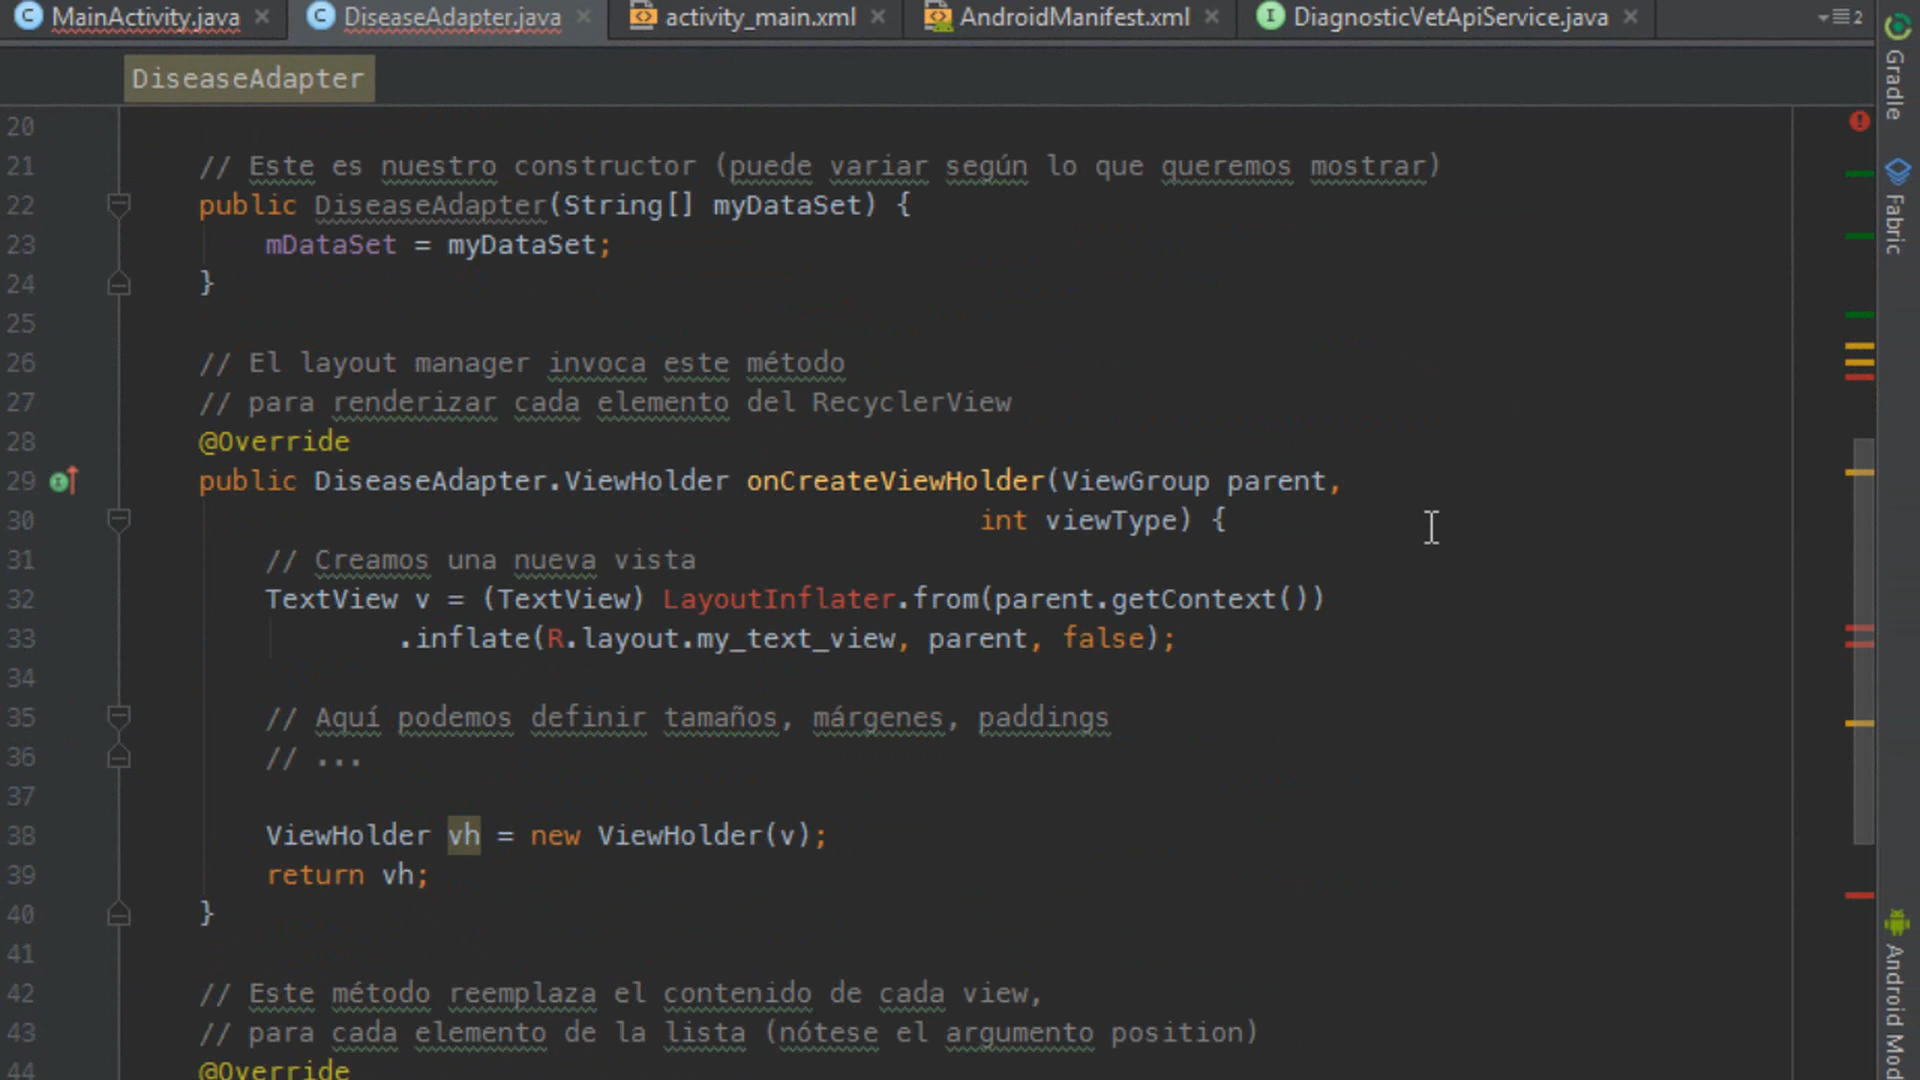 MainActivity.java
DiseaseAdapter.java
activity_main.xml
AndroidManifest.xml
DiagnosticVetApiService.java
2
DiseaseAdapter
20
21 // Este es nuestro constructor (puede variar según lo que queremos mostrar)
22 public DiseaseAdapter(String[] myDataSet) {
23 mDataSet = myDataSet;
24 }
25
26 // El layout manager invoca este método
27 // para renderizar cada elemento del RecyclerView
28 @Override
29 public DiseaseAdapter.ViewHolder onCreateViewHolder(ViewGroup parent,
30 int viewType) {
31 // Creamos una nueva vista
32 TextView v = (TextView) LayoutInflater.from(parent.getContext())
33 .inflate(R.layout.my_text_view, parent, false);
34
35 // Aquí podemos definir tamaños, márgenes, paddings
36 // ...
37
38 ViewHolder vh = new ViewHolder(v);
39 return vh;
40 }
41
42 // Este método reemplaza el contenido de cada view,
43 // para cada elemento de la lista (nótese el argumento position)
44 @Override
Gradle
Fabric
Android Mod